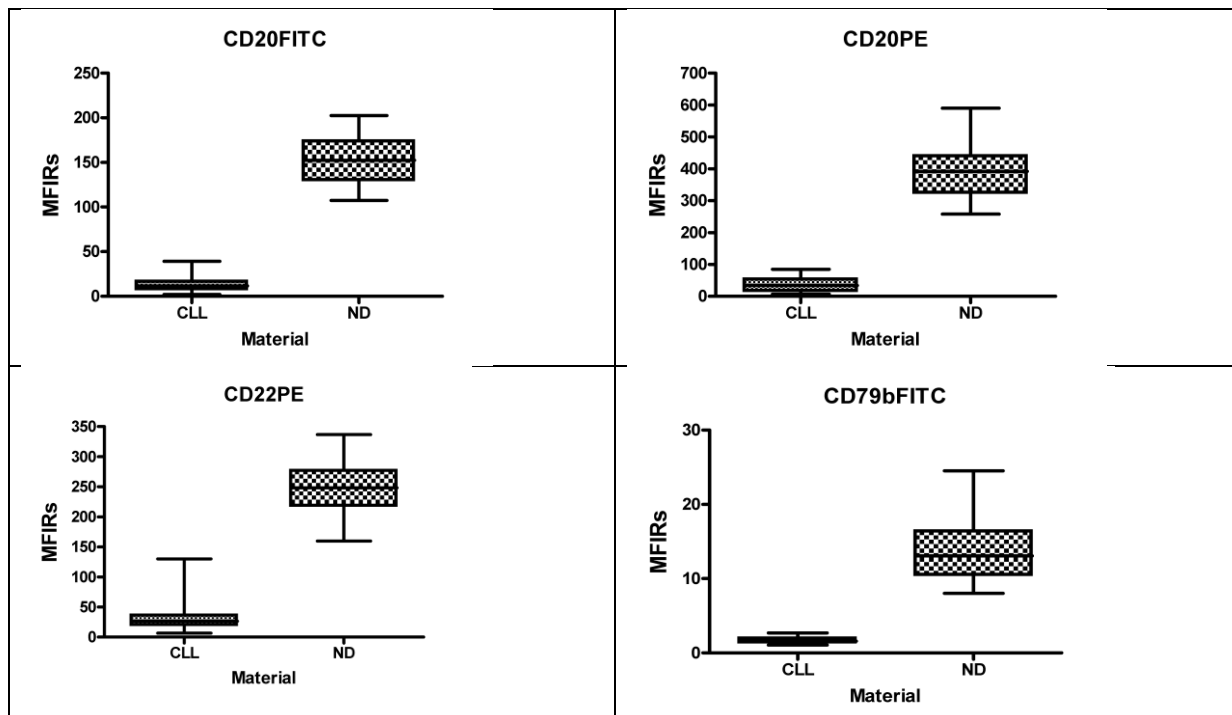 CD20FITC
250
200
150
100
50
0
MFIRs
CLL ND
Material
CD20PE
700
600
500
400
300
200
100
0
MFIRs
CLL ND
Material
CD22PE
350
300
250
200
150
100
50
0
MFIRs
CLL ND
Material
CD79bFITC
30
20
10
0
MFIRs
CLL ND
Material